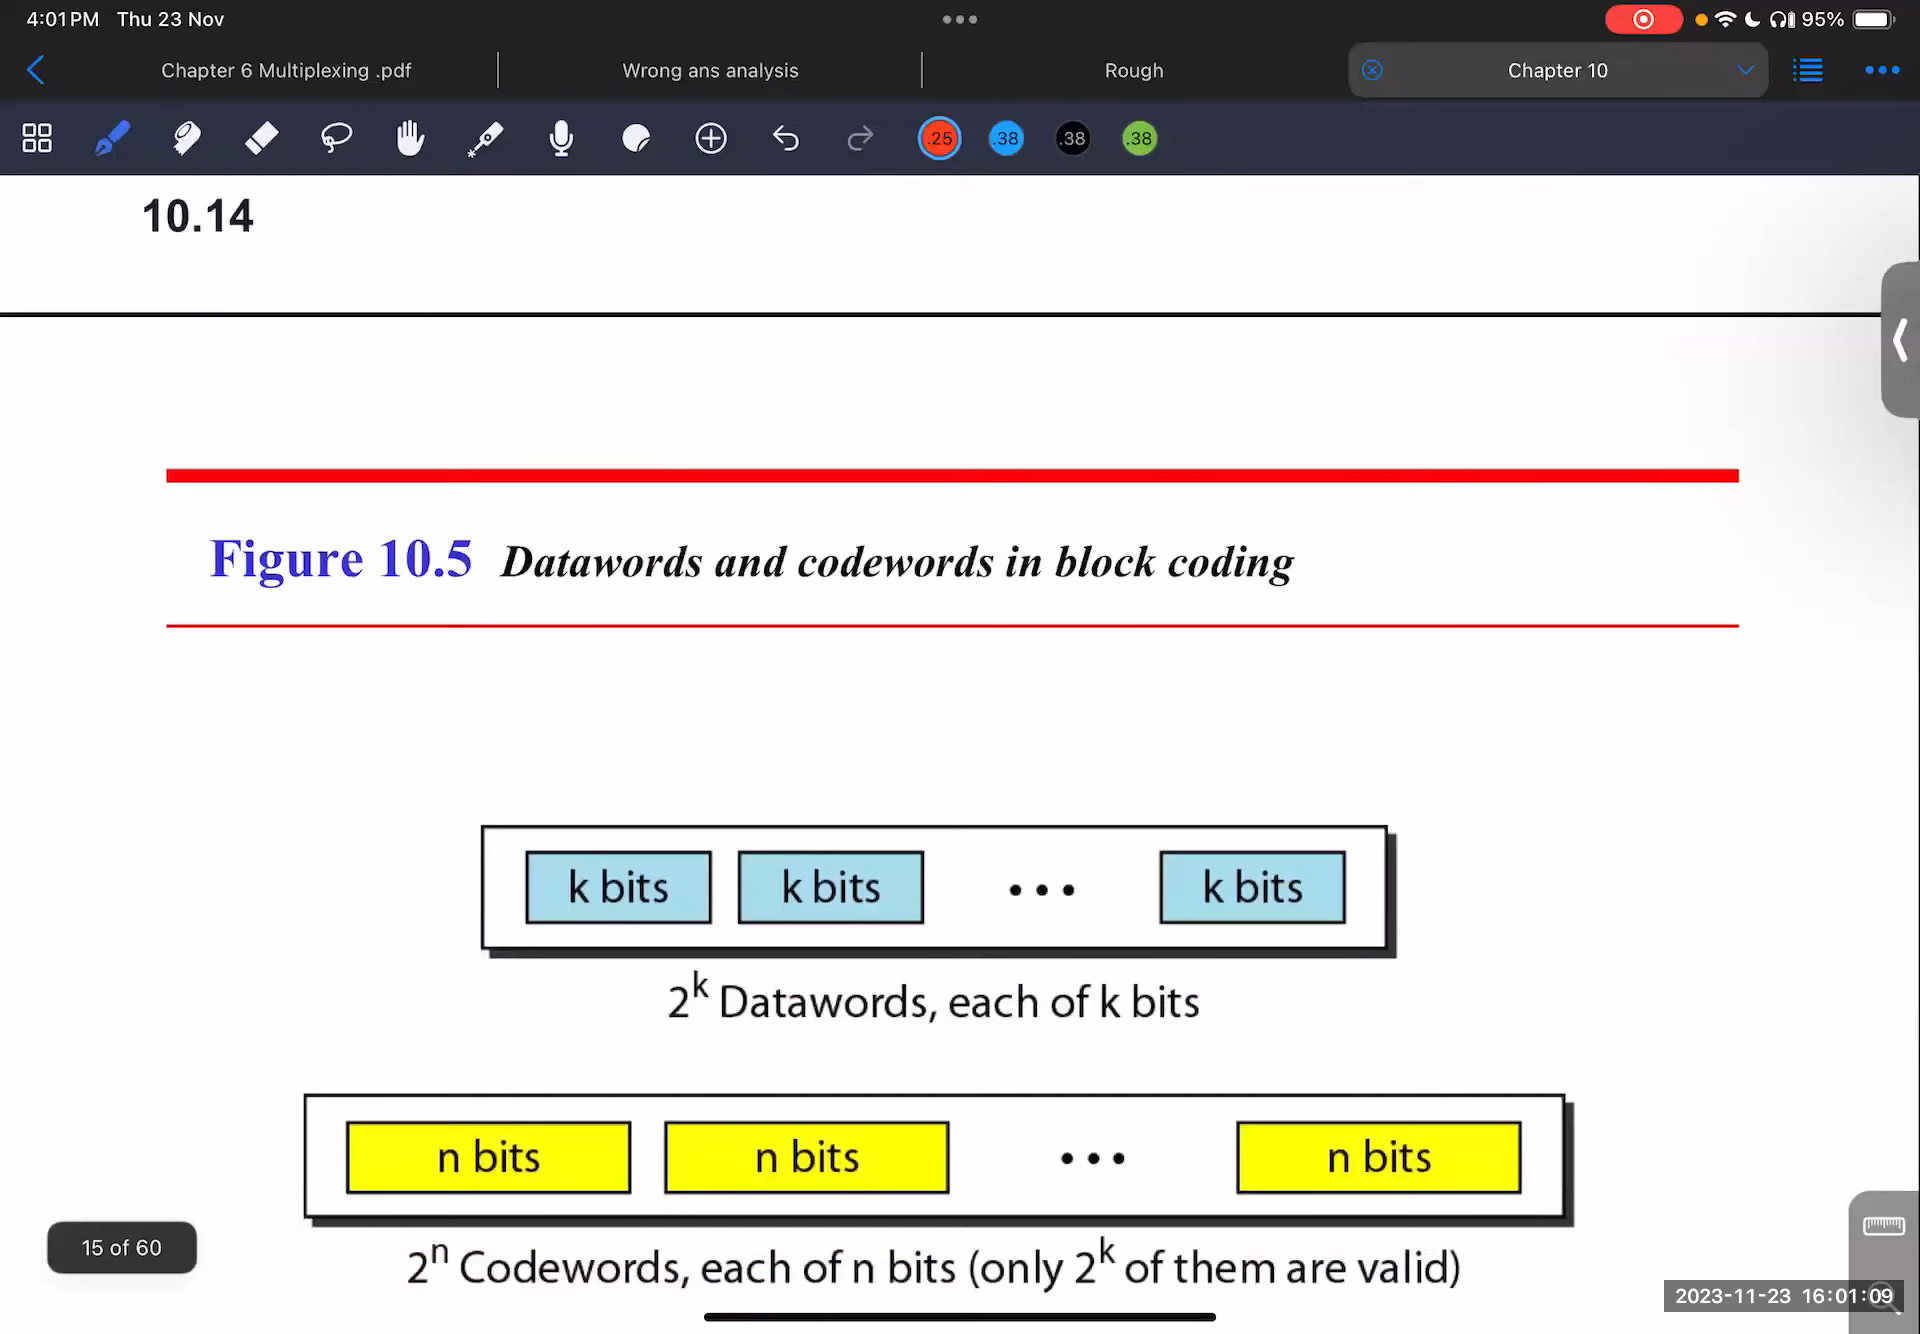 4:01 PM Thu 23 Nov 95%
Chapter 6 Multiplexing .pdf Wrong ans analysis Rough Chapter 10
.25 .38 .38 .38
10.14
Figure 10.5 Datawords and codewords in block coding
k bits k bits ••• k bits
2^k Datawords, each of k bits
n bits n bits ••• n bits
2^n Codewords, each of n bits (only 2^k of them are valid)
15 of 60
2023-11-23 16:01:09